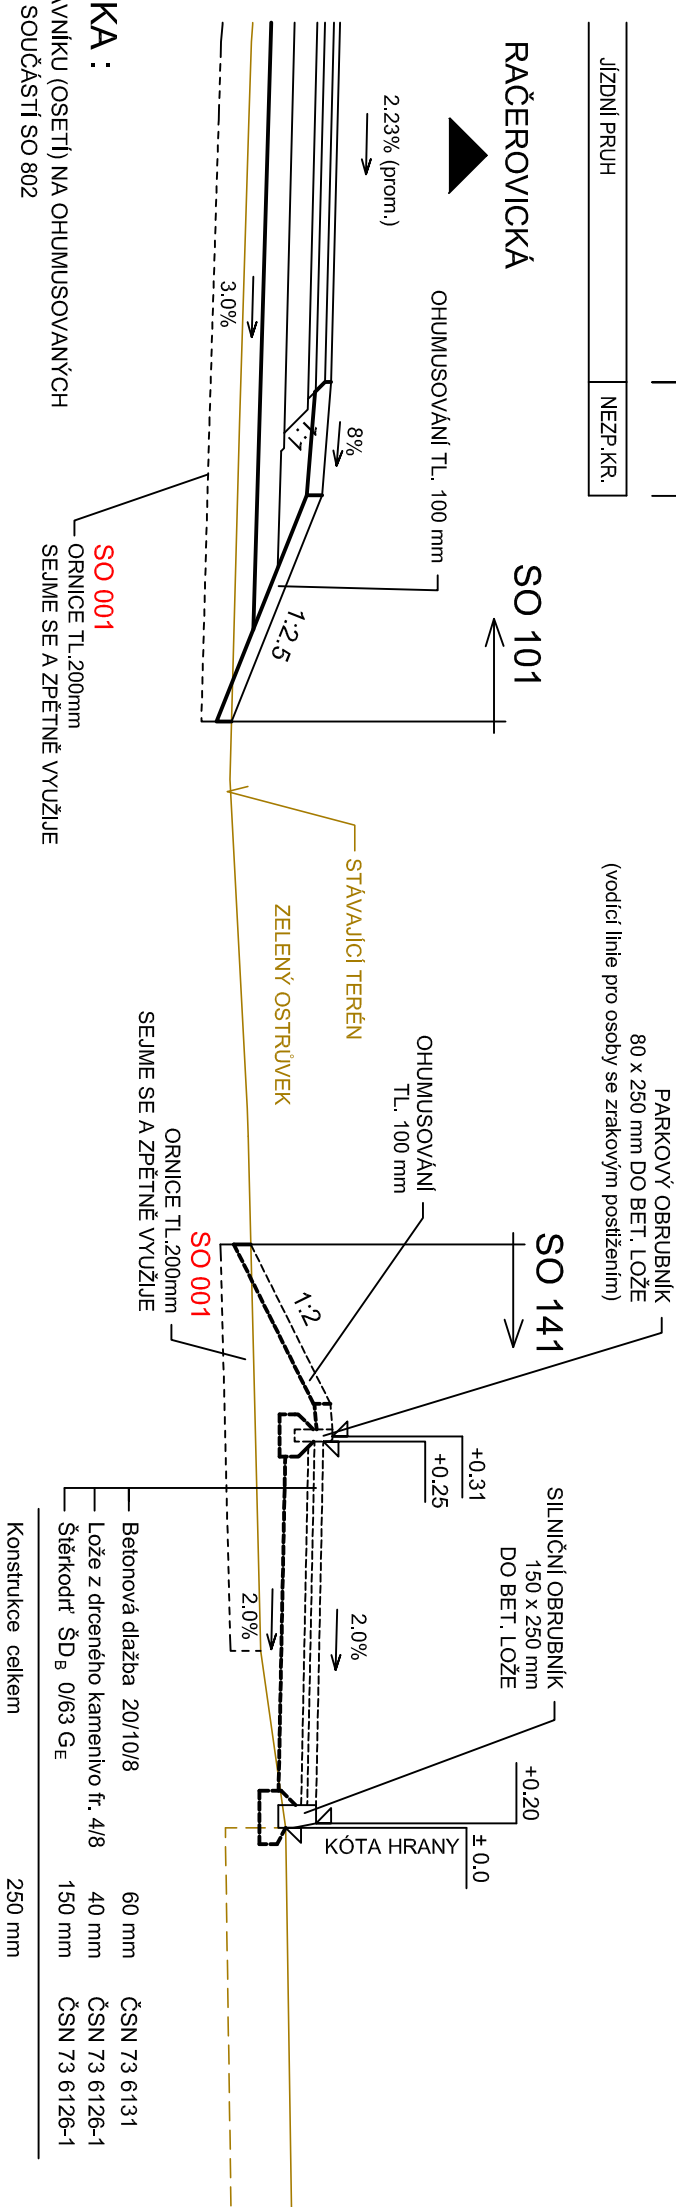 JÍZDNÍ PRUH
NEZP.KR.
RAČEROVICKÁ
SO 101
2.23% (prom.)
OHUMUSOVÁNÍ TL. 100 mm
8%
1:1
1:2.5
3.0%
KA :
AVNÍKU (OSETÍ) NA OHUMUSOVANÝCH
SOUČÁSTÍ SO 802
SO 001
ORNICE TL.200mm
SEJME SE A ZPĚTNĚ VYUŽIJE
STÁVAJÍCÍ TERÉN
ZELENÝ OSTRŮVEK
PARKOVÝ OBRUBNÍK
80 x 250 mm DO BET. LOŽE
(vodící linie pro osoby se zrakovým postižením)
SO 141
OHUMUSOVÁNÍ
TL. 100 mm
1:2
SO 001
ORNICE TL.200mm
SEJME SE A ZPĚTNĚ VYUŽIJE
+0.31
+0.25
SILNIČNÍ OBRUBNÍK
150 x 250 mm
DO BET. LOŽE
2.0%
2.0%
+0.20
± 0.0
KÓTA HRANY
Betonová dlažba 20/10/8 60 mm ČSN 73 6131
Lože z drceného kamenivo fr. 4/8 40 mm ČSN 73 6126-1
Štěrkodrť ŠDB 0/63 GE 150 mm ČSN 73 6126-1
Konstrukce celkem 250 mm